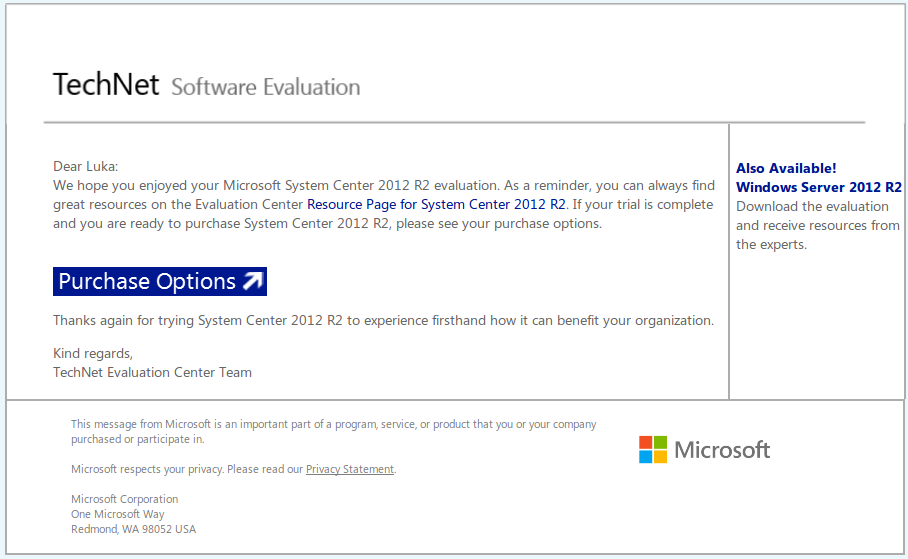 TechNet Software Evaluation
Dear Luka:
We hope you enjoyed your Microsoft System Center 2012 R2 evaluation. As a reminder, you can always find
great resources on the Evaluation Center Resource Page for System Center 2012 R2. If your trial is complete
and you are ready to purchase System Center 2012 R2, please see your purchase options.
Purchase Options
Thanks again for trying System Center 2012 R2 to experience firsthand how it can benefit your organization.
Kind regards,
TechNet Evaluation Center Team
Also Available!
Windows Server 2012 R2
Download the evaluation
and receive resources from
the experts.
This message from Microsoft is an important part of a program, service, or product that you or your company
purchased or participate in.
Microsoft respects your privacy. Please read our Privacy Statement.
Microsoft Corporation
One Microsoft Way
Redmond, WA 98052 USA
Microsoft